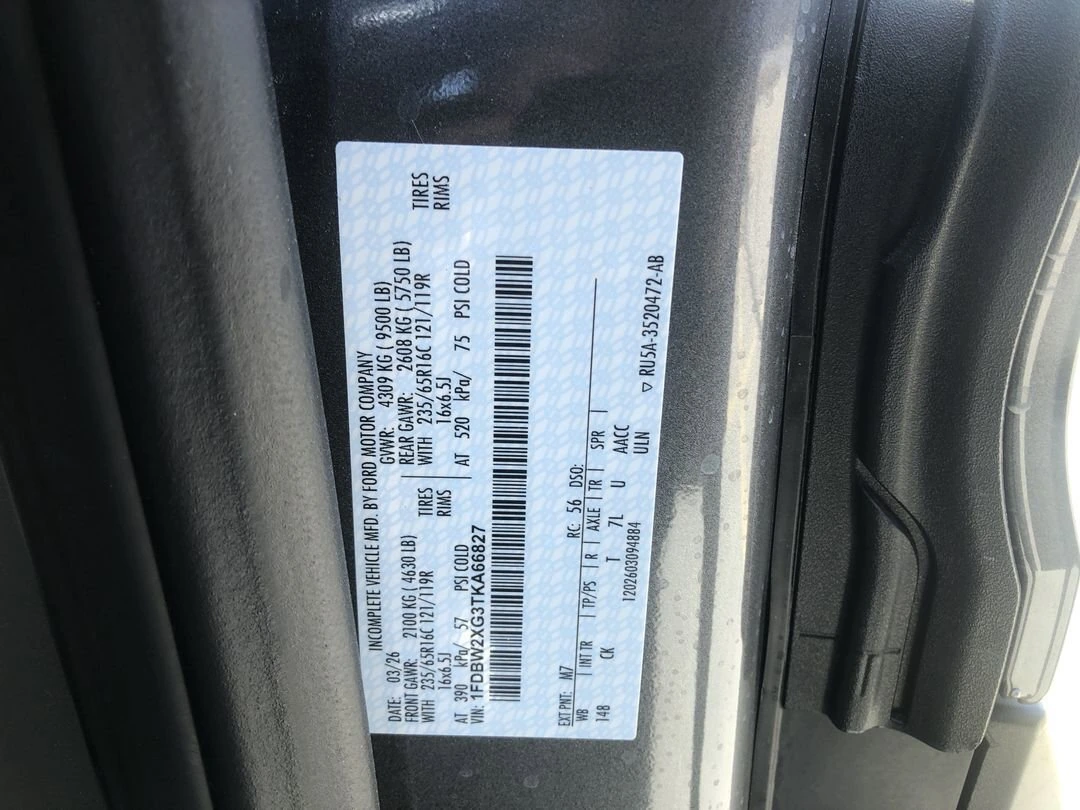 INCOMPLETE VEHICLE MFD. BY FORD MOTOR COMPANY
DATE: 03/26 GVWR: 4309 KG ( 9500 LB)
FRONT GAWR: 2100 KG ( 4630 LB) REAR GAWR: 2608 KG ( 5750 LB)
WITH 235/65R16C 121/119R TIRES WITH 235/65R16C 121/119R TIRES
16x6.5J RIMS 16x6.5J RIMS
AT 390 kPa/ 57 PSI COLD AT 520 kPa/ 75 PSI COLD
VIN: 1FDBW2XG3TKA66827
EXT PNT: M7 RC: 56 DSO:
WB | INT TR | TP/PS | R | AXLE | TR | SPR |
148 CK T 7L U AACC
1202603094884 ULN
▽ RU5A-3520472-AB